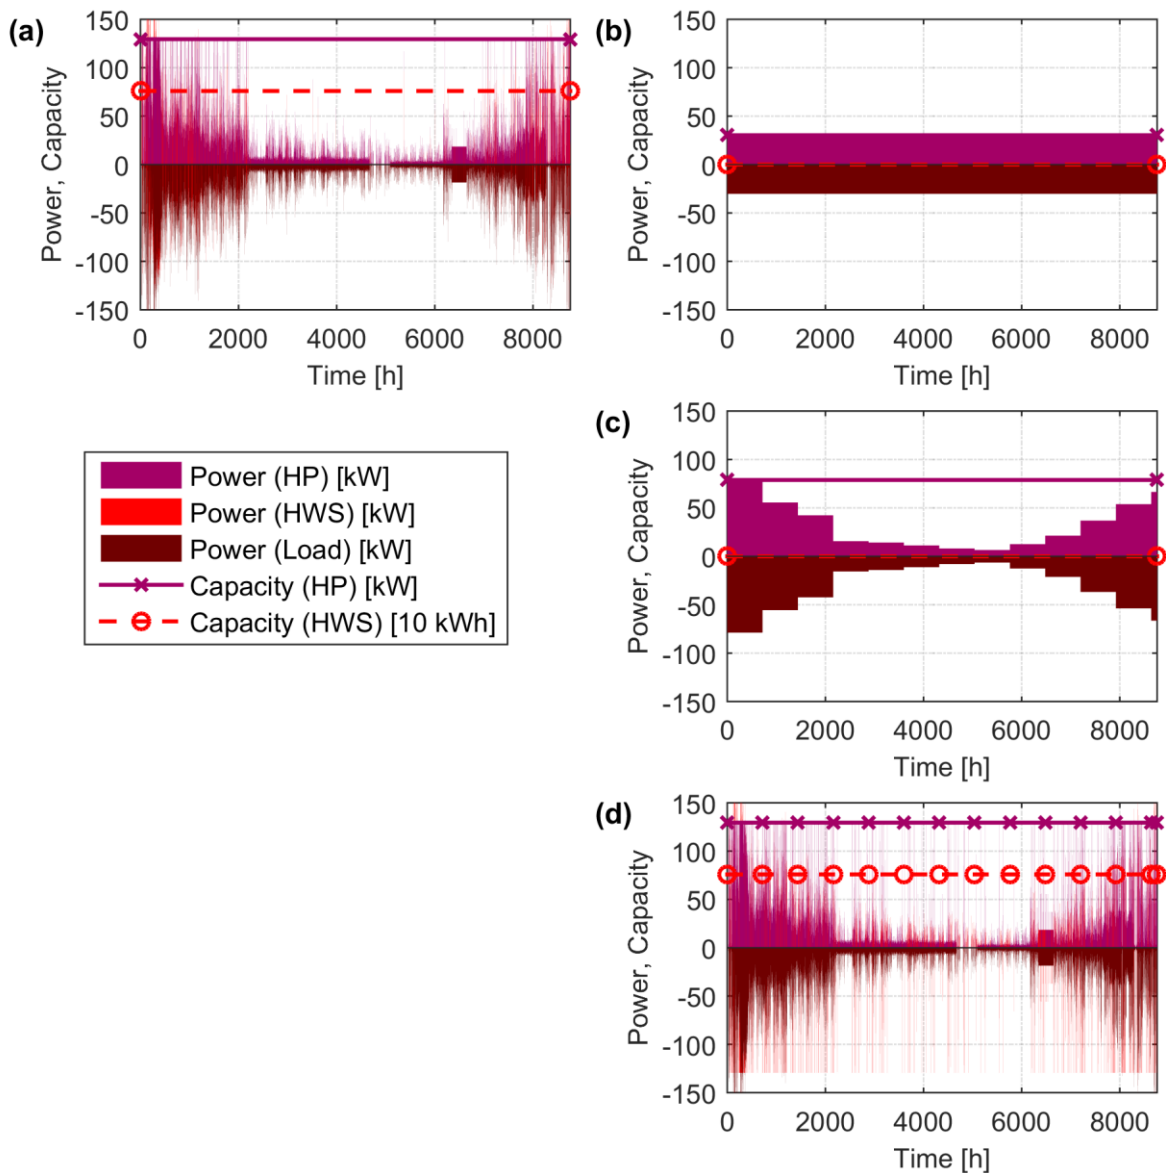 (a)
150
100
50
0
-50
-100
-150
Power, Capacity
0 2000 4000 6000 8000
Time [h]
(b)
150
100
50
0
-50
-100
-150
Power, Capacity
0 2000 4000 6000 8000
Time [h]
Power (HP) [kW]
Power (HWS) [kW]
Power (Load) [kW]
Capacity (HP) [kW]
Capacity (HWS) [10 kWh]
(c)
150
100
50
0
-50
-100
-150
Power, Capacity
0 2000 4000 6000 8000
Time [h]
(d)
150
100
50
0
-50
-100
-150
Power, Capacity
0 2000 4000 6000 8000
Time [h]